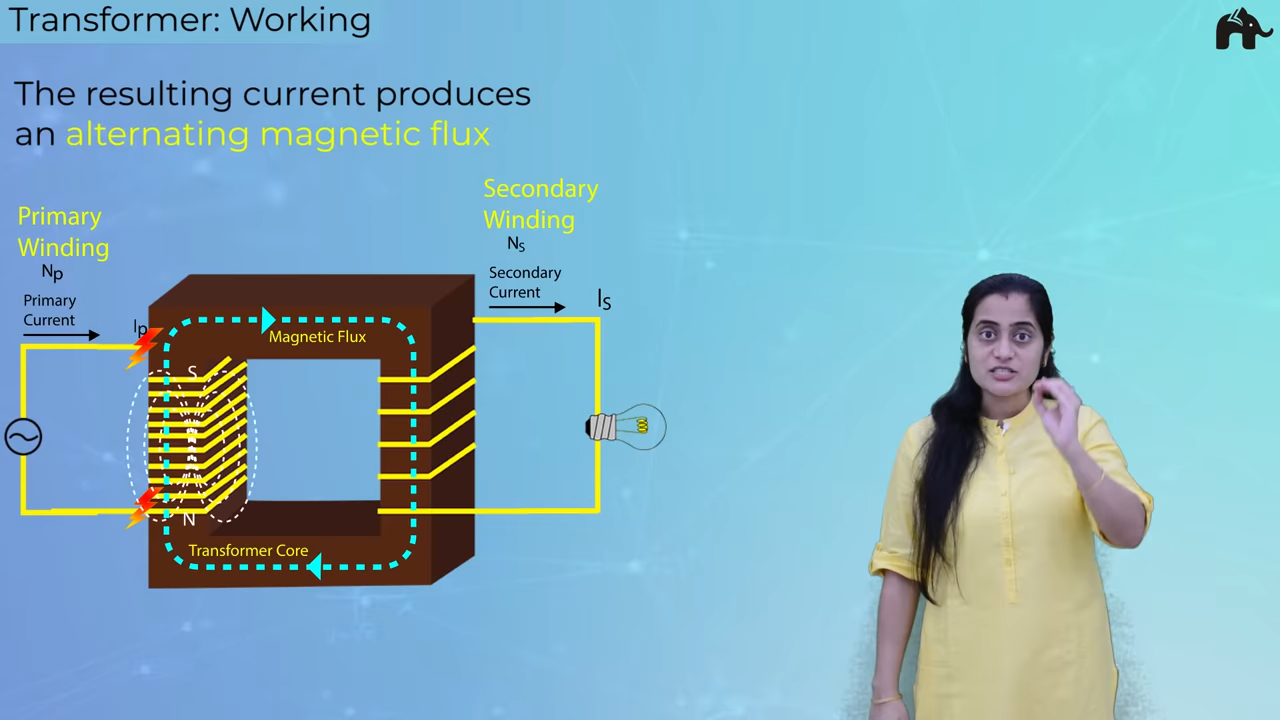 Transformer: Working
The resulting current produces
an alternating magnetic flux
Secondary
Winding
Ns
Primary
Winding
Np
Secondary
Current
Is
Primary
Current
Ip
Magnetic Flux
S
N
Transformer Core